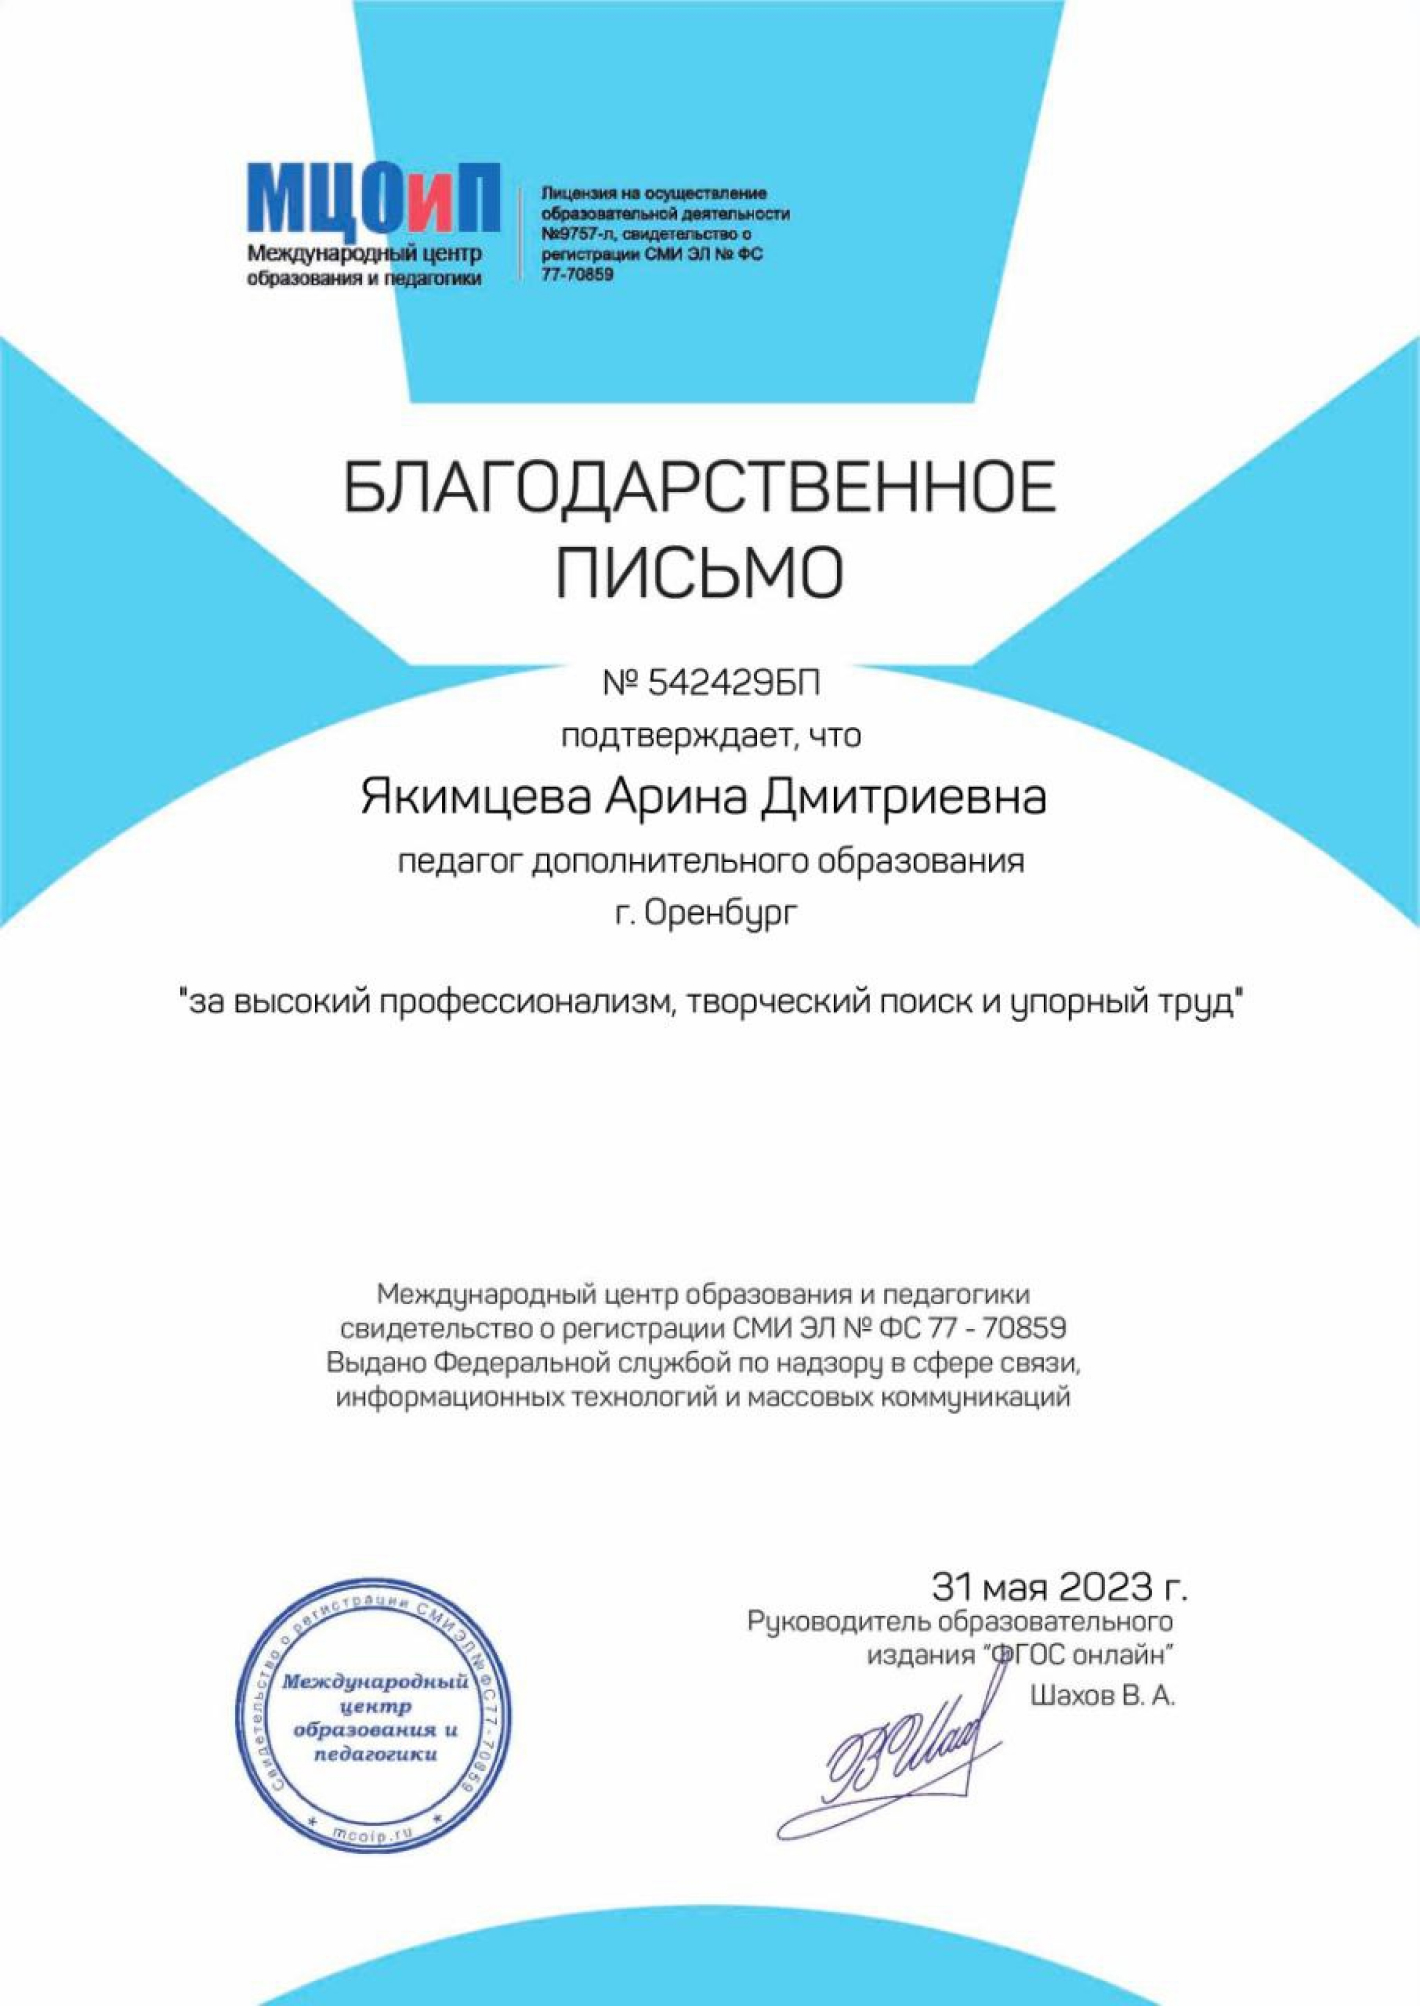 МЦОиП
Международный центр
образования и педагогики
Лицензия на осуществление
образовательной деятельности
№9757-л, свидетельство о
регистрации СМИ ЭЛ № ФС
77-70859
БЛАГОДАРСТВЕННОЕ
ПИСЬМО
№ 542429БП
подтверждает, что
Якимцева Арина Дмитриевна
педагог дополнительного образования
г. Оренбург
"за высокий профессионализм, творческий поиск и упорный труд"
Международный центр образования и педагогики
свидетельство о регистрации СМИ ЭЛ № ФС 77 - 70859
Выдано Федеральной службой по надзору в сфере связи,
информационных технологий и массовых коммуникаций
31 мая 2023 г.
Руководитель образовательного
издания “ФГОС онлайн”
Шахов В. А.
Свидетельство о регистрации СМИ ЭЛ № ФС77-70859
Международный
центр
образования и
педагогики
* mcoip.ru *